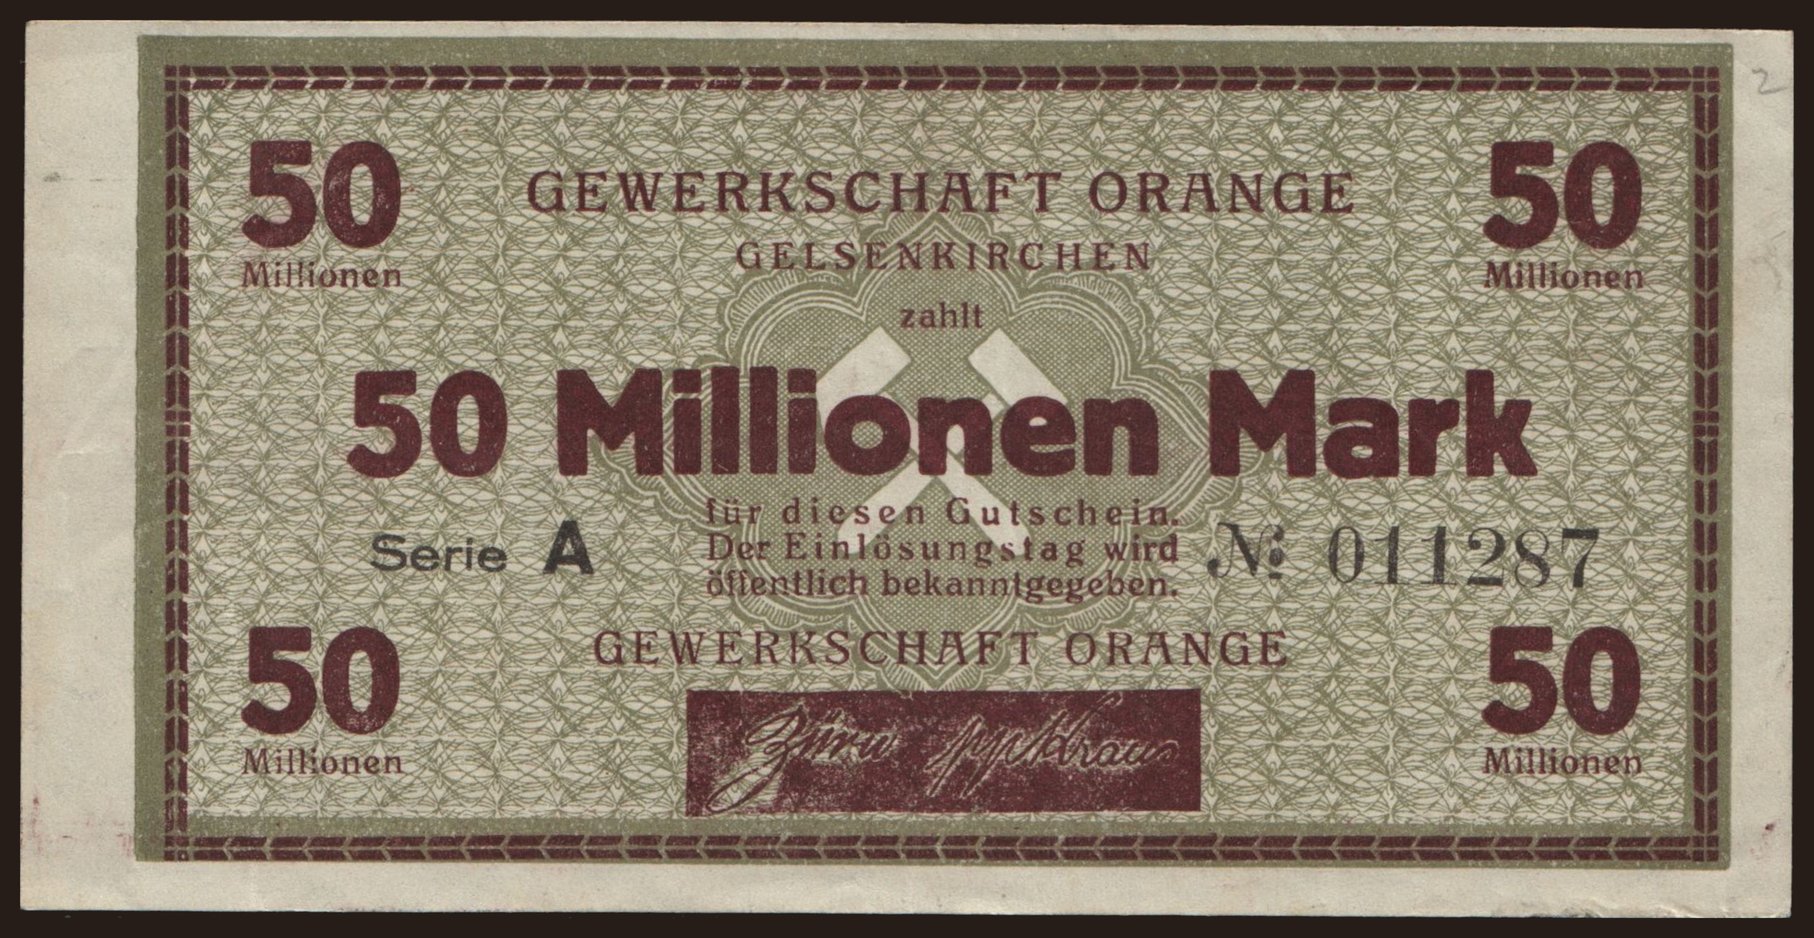 50 Millionen
GEWERKSCHAFT ORANGE
50 Millionen
GELSENKIRCHEN
zahlt
50 Millionen Mark
für diesen Gutschein.
Der Einlösungstag wird
öffentlich bekanntgegeben.
Serie A
№ 011287
GEWERKSCHAFT ORANGE
50 Millionen
50 Millionen
2